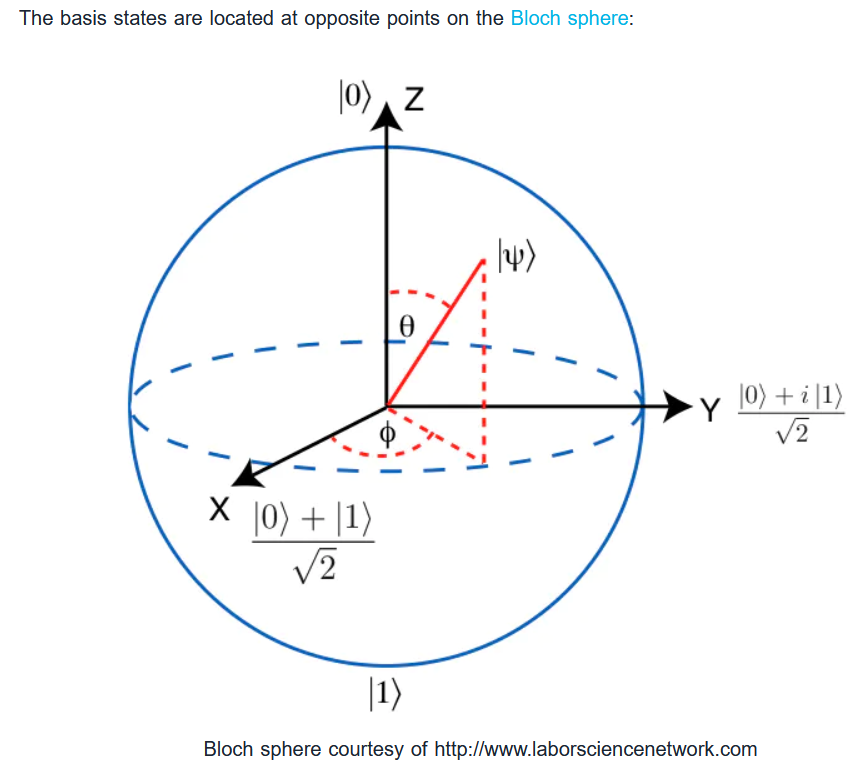 The basis states are located at opposite points on the Bloch sphere:
|0⟩ Z
|ψ⟩
θ
ϕ
Y |0⟩ + i |1⟩
√2
X |0⟩ + |1⟩
√2
|1⟩
Bloch sphere courtesy of http://www.laborsciencenetwork.com